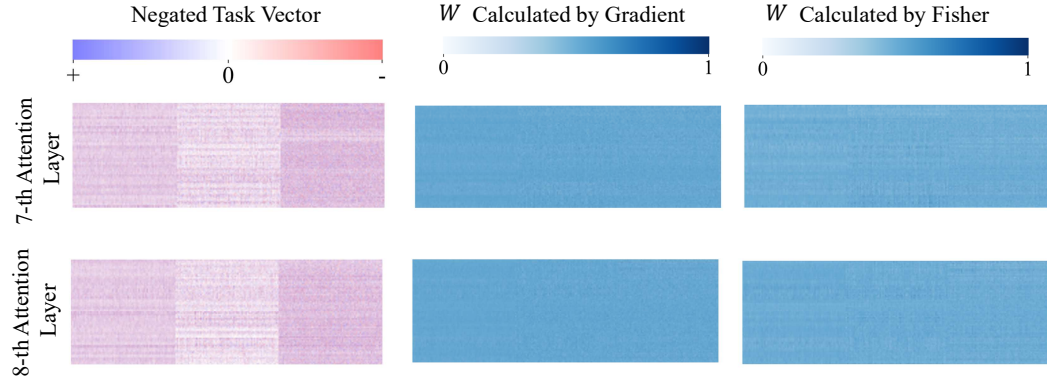 Negated Task Vector
W Calculated by Gradient
W Calculated by Fisher
+ 0 -
0 1
0 1
7-th Attention
Layer
8-th Attention
Layer